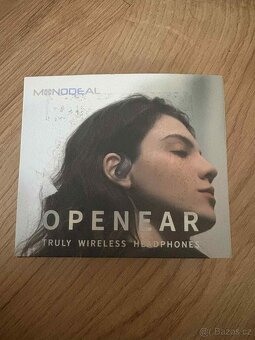 MONODEAL
OPENEAR
TRULY WIRELESS HEADPHONES
© Bazos.cz